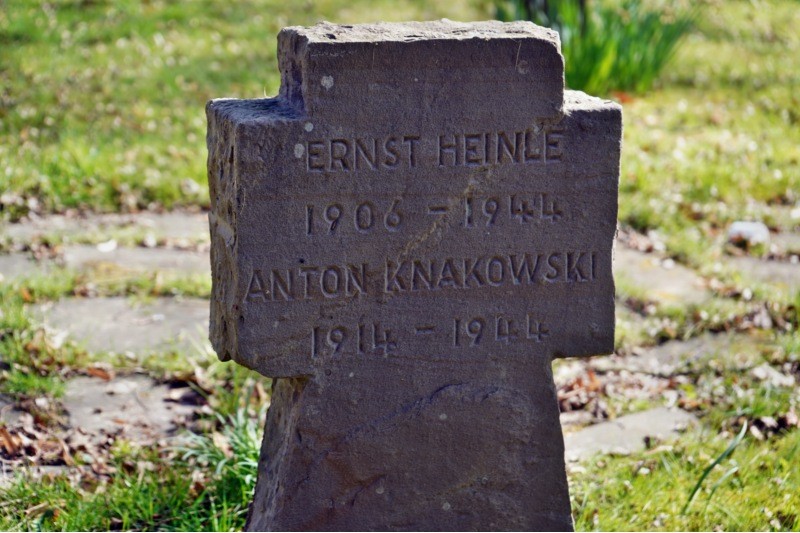 ERNST HEINLE
1906 - 1944
ANTON KNAKOWSKI
1914 - 1944